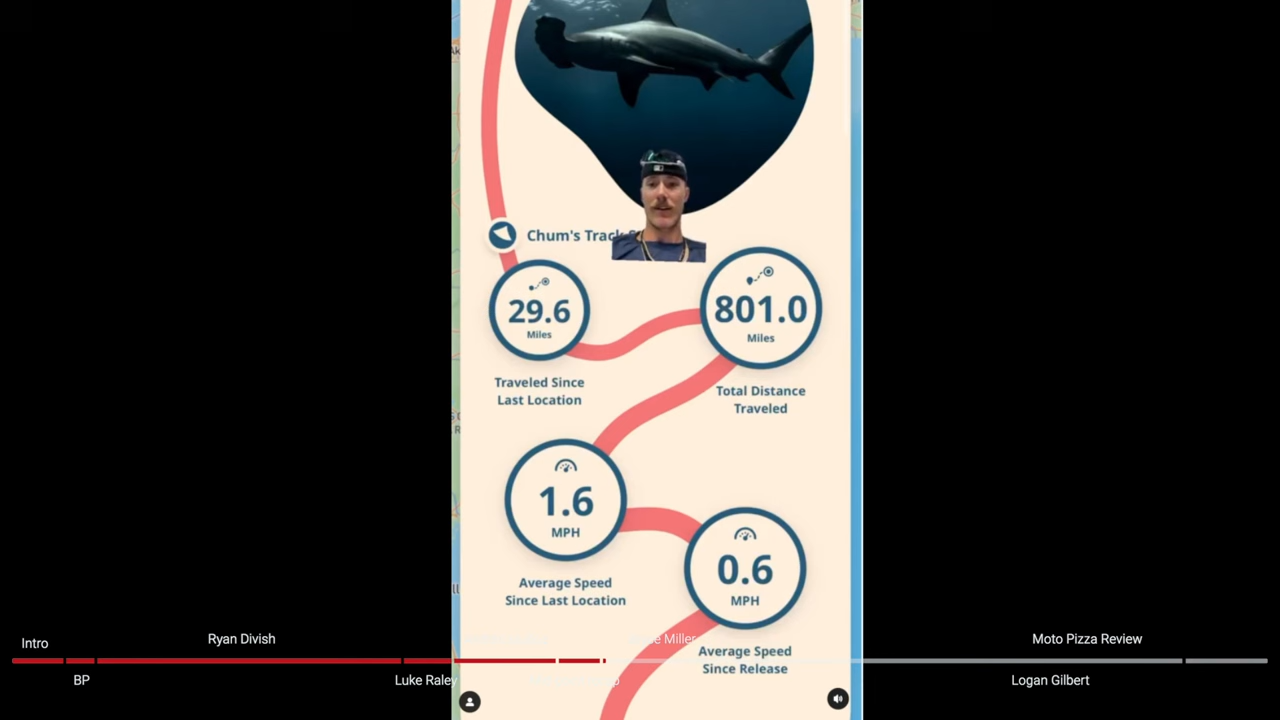 Chum's Track
29.6
Miles
801.0
Miles
Traveled Since
Last Location
Total Distance
Traveled
1.6
MPH
0.6
MPH
Average Speed
Since Last Location
Average Speed
Since Release
Intro
Ryan Divish
Miller
Moto Pizza Review
BP
Luke Raley
Logan Gilbert